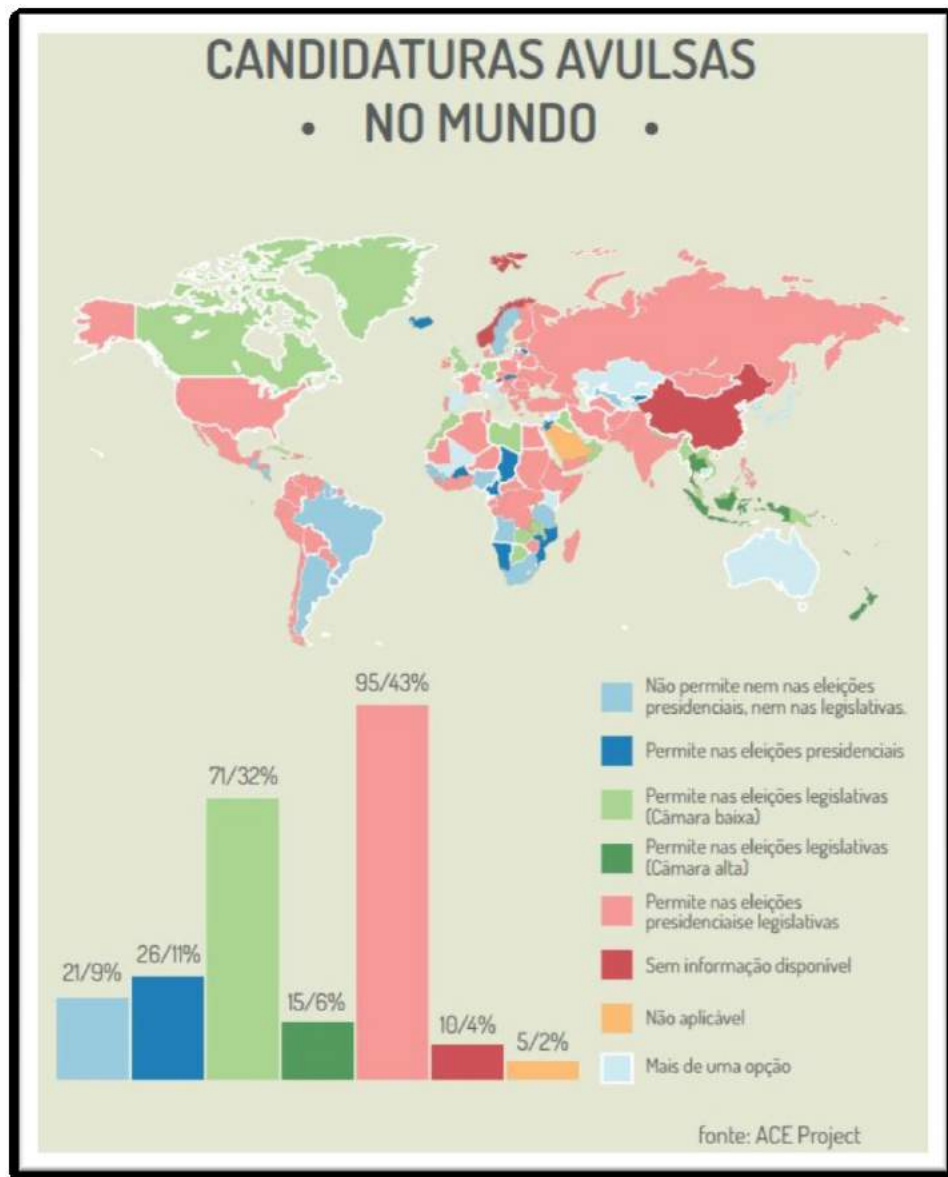 CANDIDATURAS AVULSAS
• NO MUNDO •
95/43%
71/32%
26/11%
21/9%
15/6%
10/4%
5/2%
Não permite nem nas eleições
presidenciais, nem nas legislativas.
Permite nas eleições presidenciais
Permite nas eleições legislativas
(Câmara baixa)
Permite nas eleições legislativas
(Câmara alta)
Permite nas eleições
presidenciaise legislativas
Sem informação disponível
Não aplicável
Mais de uma opção
fonte: ACE Project